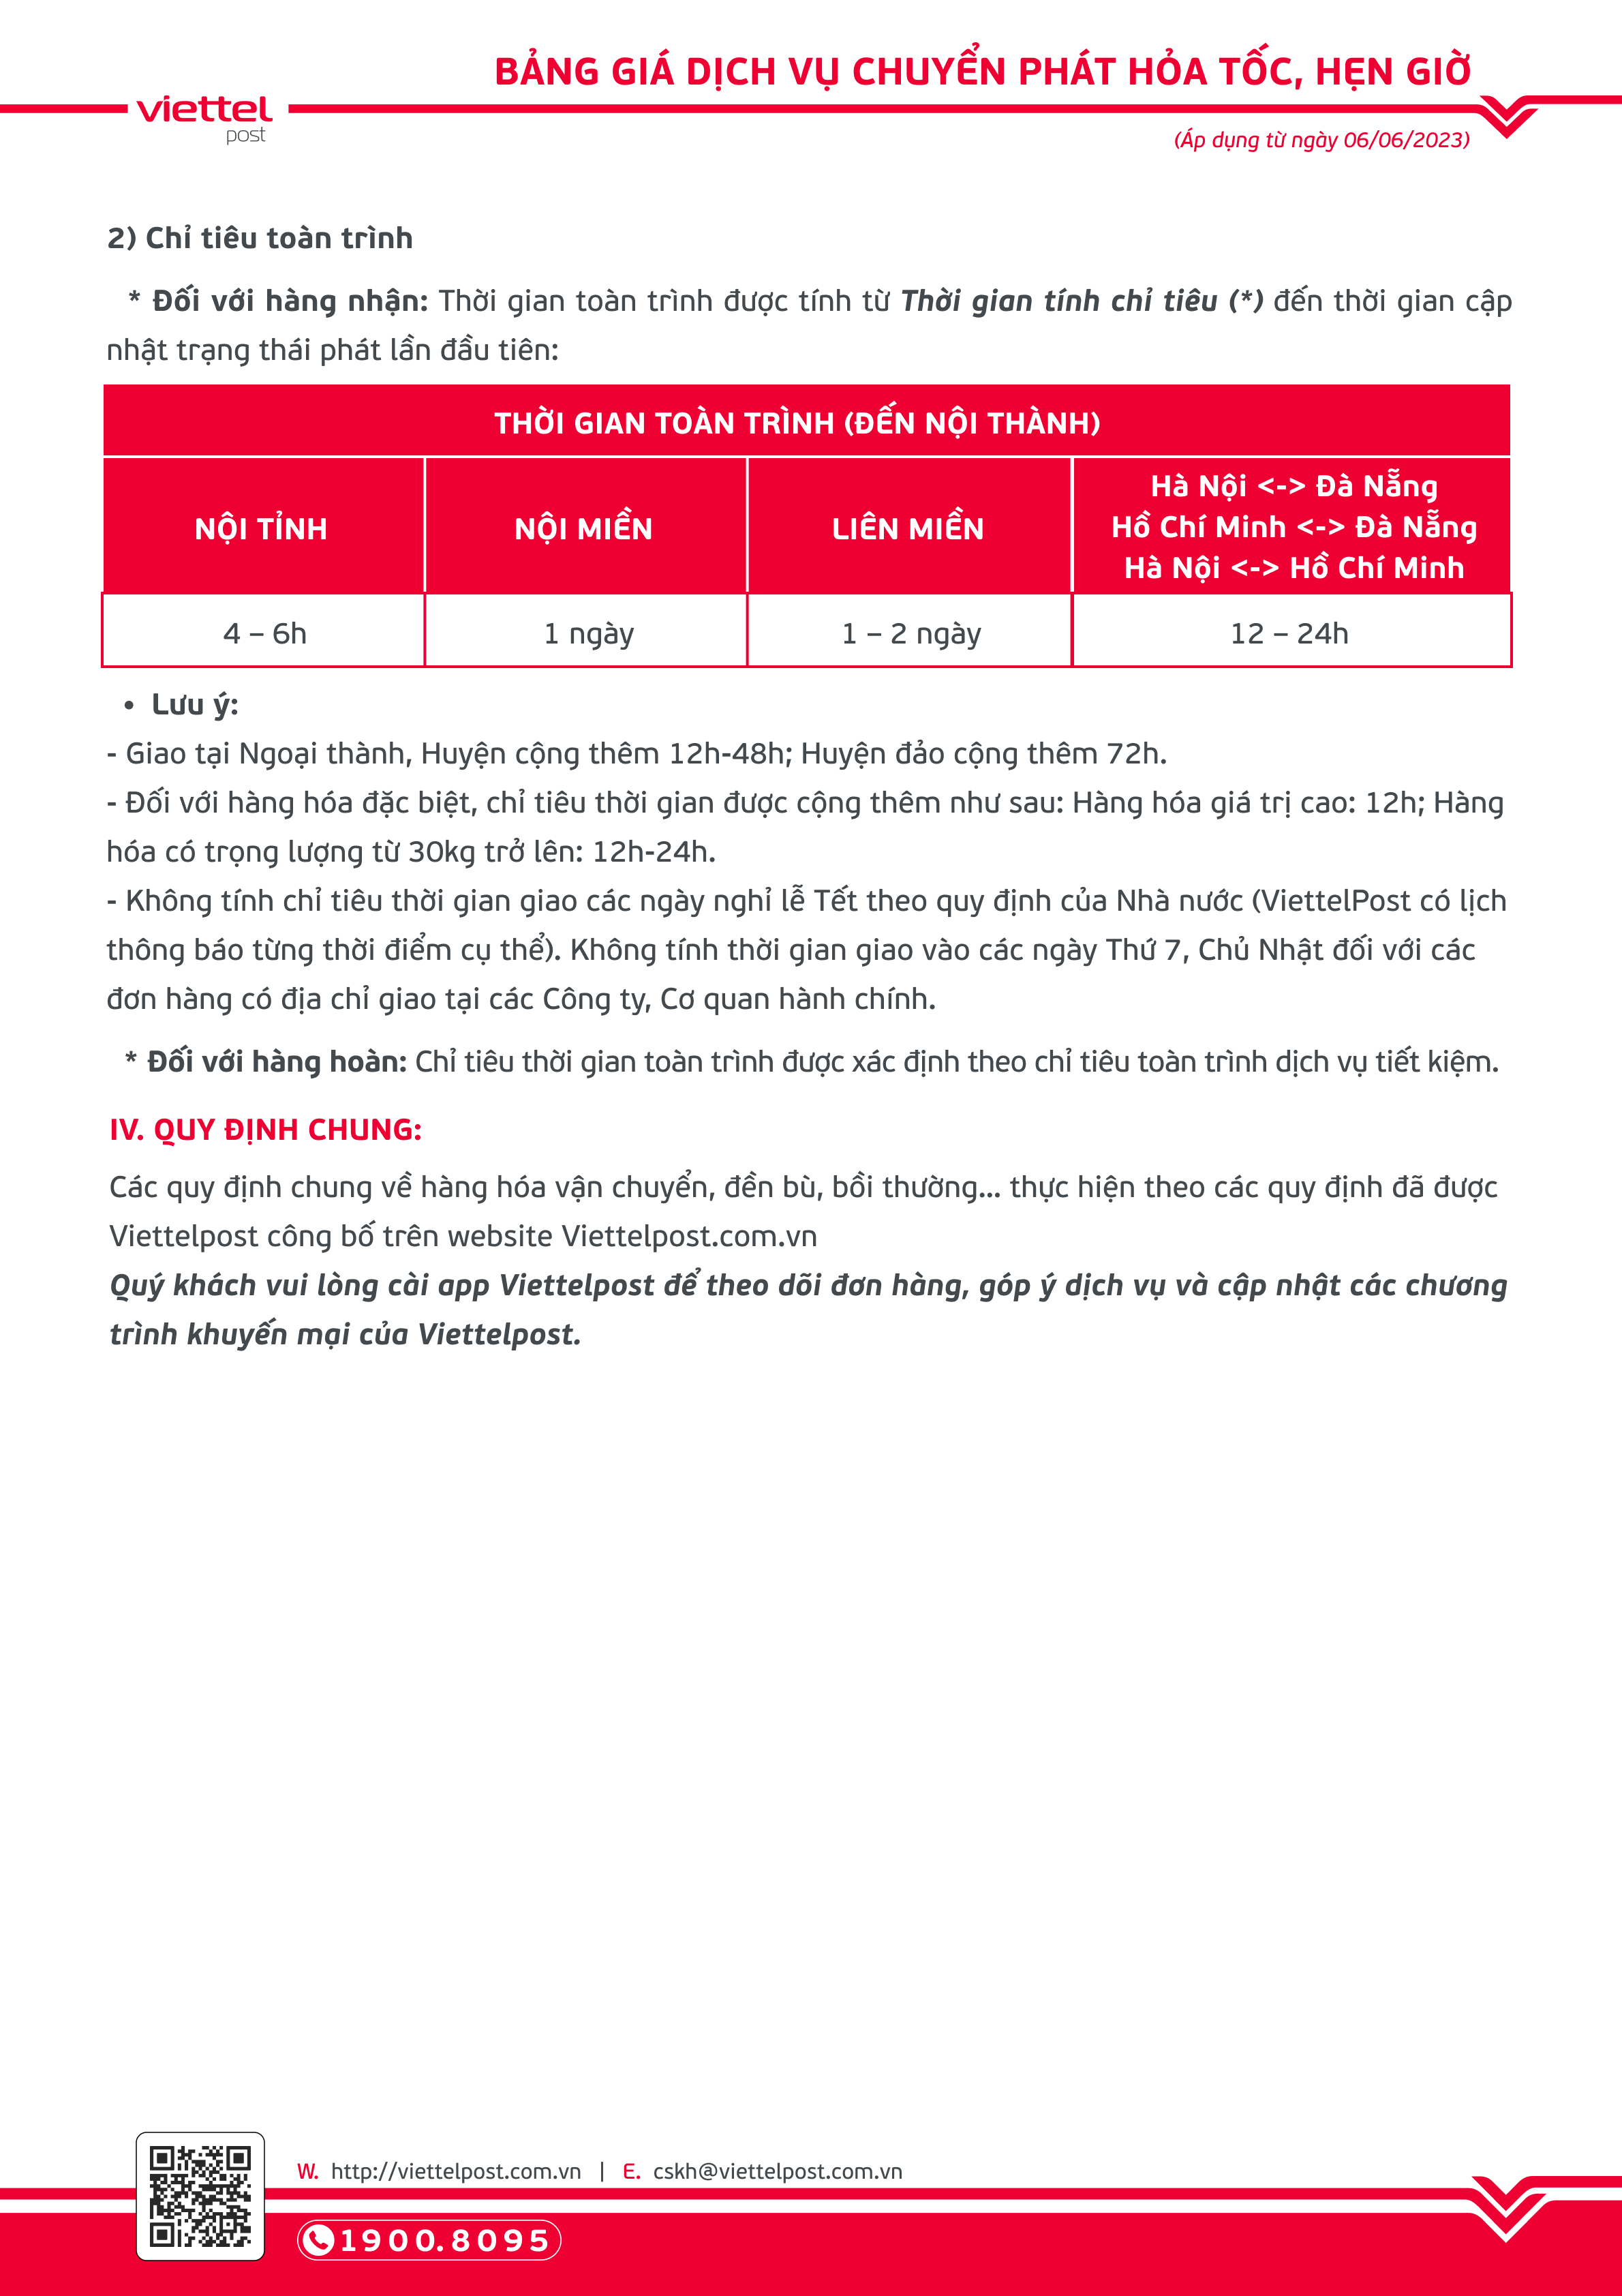 BẢNG GIÁ DỊCH VỤ CHUYỂN PHÁT HỎA TỐC, HẸN GIỜ
viettel
post
(Áp dụng từ ngày 06/06/2023)
2) Chỉ tiêu toàn trình
* Đối với hàng nhận: Thời gian toàn trình được tính từ Thời gian tính chỉ tiêu (*) đến thời gian cập
nhật trạng thái phát lần đầu tiên:
THỜI GIAN TOÀN TRÌNH (ĐẾN NỘI THÀNH)
NỘI TỈNH
NỘI MIỀN
LIÊN MIỀN
Hà Nội <-> Đà Nẵng
Hồ Chí Minh <-> Đà Nẵng
Hà Nội <-> Hồ Chí Minh
4 – 6h
1 ngày
1 – 2 ngày
12 – 24h
• Lưu ý:
- Giao tại Ngoại thành, Huyện cộng thêm 12h-48h; Huyện đảo cộng thêm 72h.
- Đối với hàng hóa đặc biệt, chỉ tiêu thời gian được cộng thêm như sau: Hàng hóa giá trị cao: 12h; Hàng
hóa có trọng lượng từ 30kg trở lên: 12h-24h.
- Không tính chỉ tiêu thời gian giao các ngày nghỉ lễ Tết theo quy định của Nhà nước (ViettelPost có lịch
thông báo từng thời điểm cụ thể). Không tính thời gian giao vào các ngày Thứ 7, Chủ Nhật đối với các
đơn hàng có địa chỉ giao tại các Công ty, Cơ quan hành chính.
* Đối với hàng hoàn: Chỉ tiêu thời gian toàn trình được xác định theo chỉ tiêu toàn trình dịch vụ tiết kiệm.
IV. QUY ĐỊNH CHUNG:
Các quy định chung về hàng hóa vận chuyển, đền bù, bồi thường... thực hiện theo các quy định đã được
Viettelpost công bố trên website Viettelpost.com.vn
Quý khách vui lòng cài app Viettelpost để theo dõi đơn hàng, góp ý dịch vụ và cập nhật các chương
trình khuyến mại của Viettelpost.
W. http://viettelpost.com.vn | E. cskh@viettelpost.com.vn
1900.8095